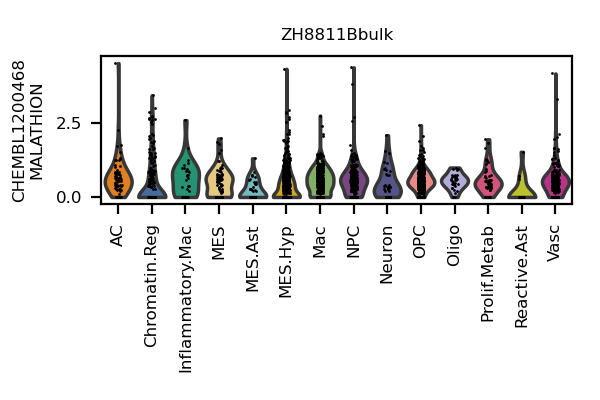 ZH8811Bbulk
CHEMBL1200468
MALATHION
2.5
0.0
AC
Chromatin.Reg
Inflammatory.Mac
MES
MES.Ast
MES.Hyp
Mac
NPC
Neuron
OPC
Oligo
Prolif.Metab
Reactive.Ast
Vasc